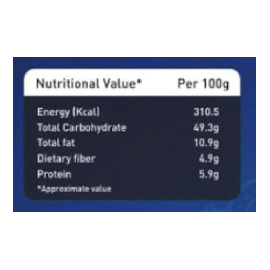 Nutritional Value* Per 100g
Energy (Kcal) 310.5
Total Carbohydrate 49.3g
Total fat 10.9g
Dietary fiber 4.9g
Protein 5.9g
*Approximate value